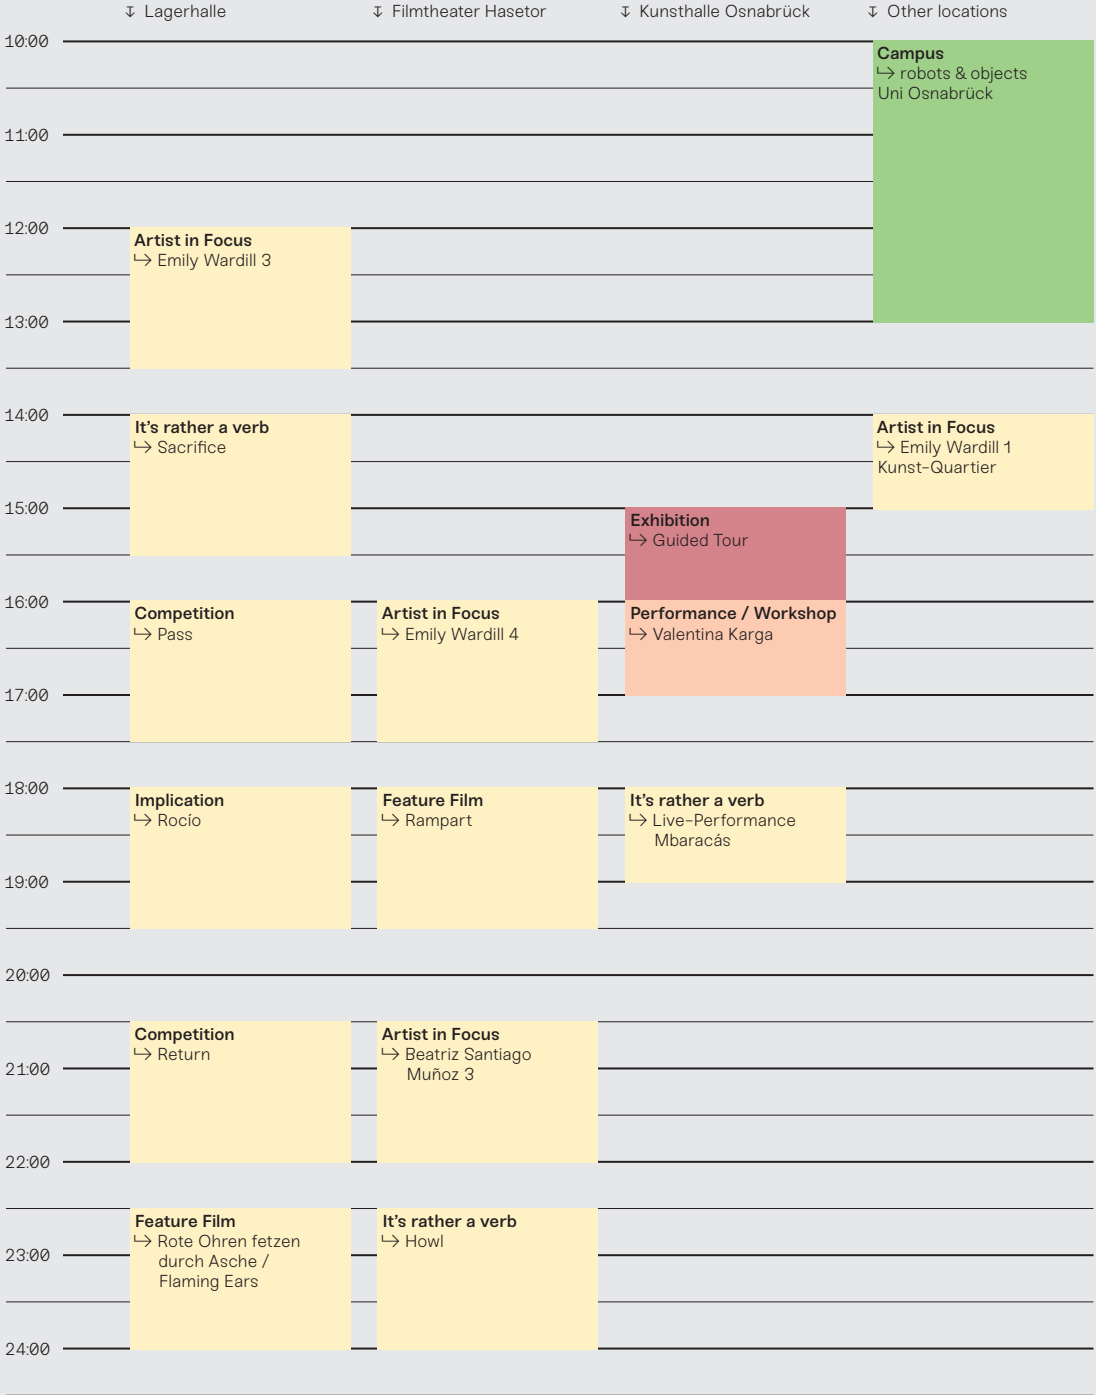 ↧ Lagerhalle
↧ Filmtheater Hasetor
↧ Kunsthalle Osnabrück
↧ Other locations
10:00
Campus
↳ robots & objects
Uni Osnabrück
11:00
12:00
Artist in Focus
↳ Emily Wardill 3
13:00
14:00
It's rather a verb
↳ Sacrifice
Artist in Focus
↳ Emily Wardill 1
Kunst-Quartier
15:00
Exhibition
↳ Guided Tour
16:00
Competition
↳ Pass
Artist in Focus
↳ Emily Wardill 4
Performance / Workshop
↳ Valentina Karga
17:00
18:00
Implication
↳ Rocío
Feature Film
↳ Rampart
It's rather a verb
↳ Live-Performance
Mbaracás
19:00
20:00
Competition
↳ Return
Artist in Focus
↳ Beatriz Santiago
Muñoz 3
21:00
22:00
Feature Film
↳ Rote Ohren fetzen
durch Asche /
Flaming Ears
It's rather a verb
↳ Howl
23:00
24:00